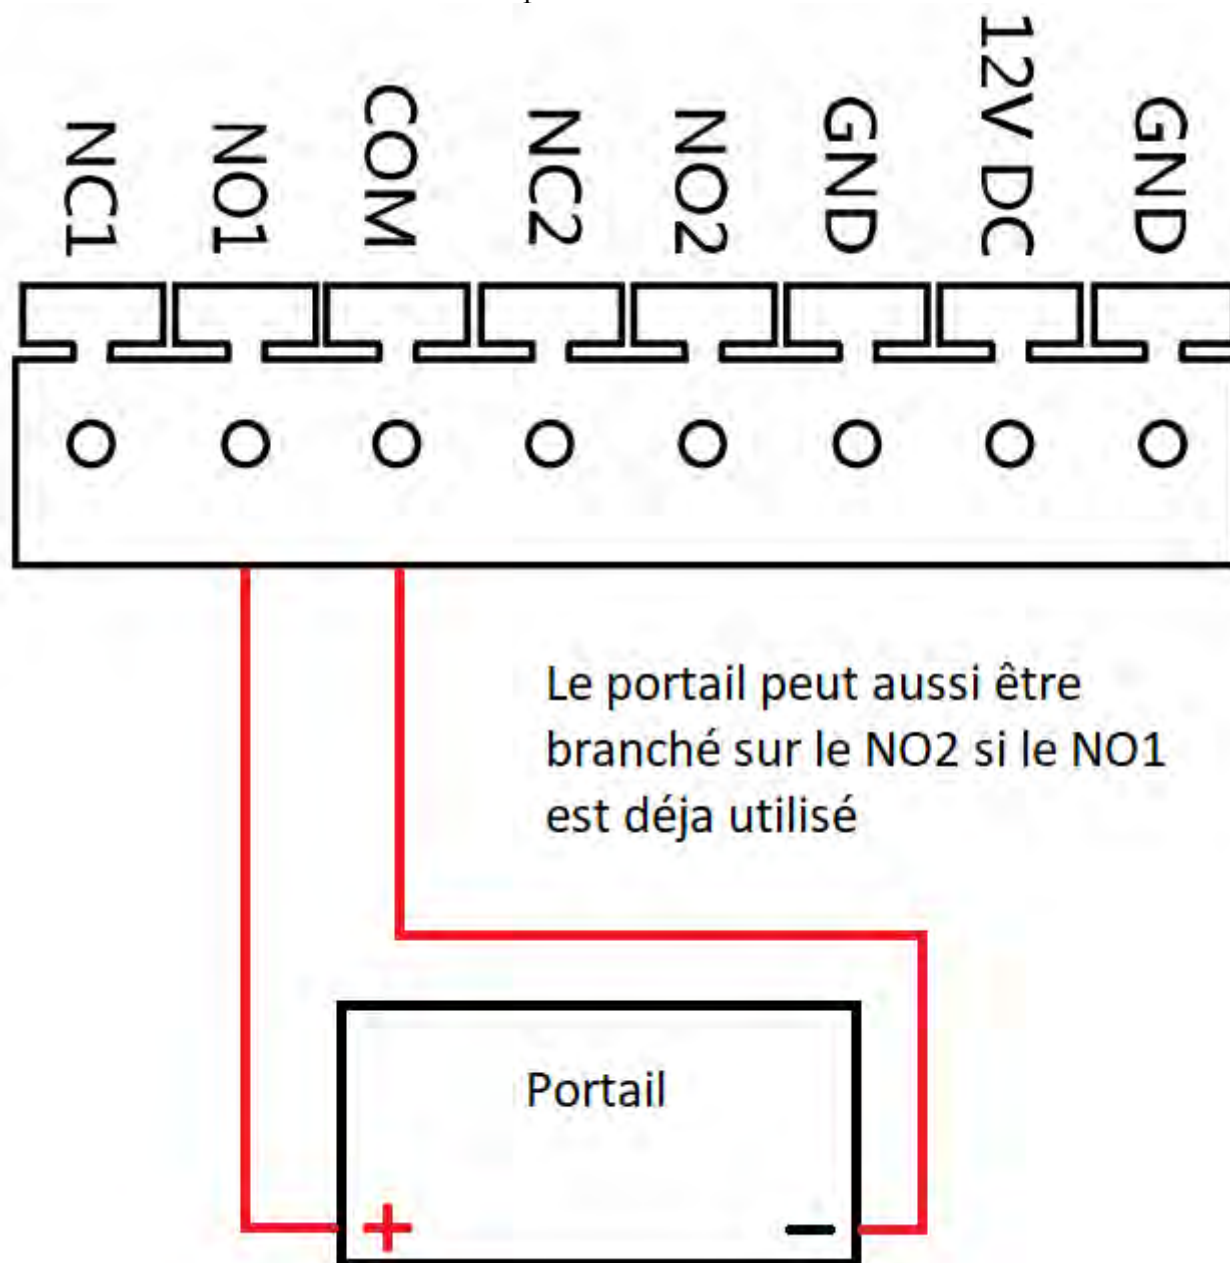 NC1
NO1
COM
NC2
NO2
GND
12V DC
GND
Le portail peut aussi être
branché sur le NO2 si le NO1
est déja utilisé
Portail
+ −